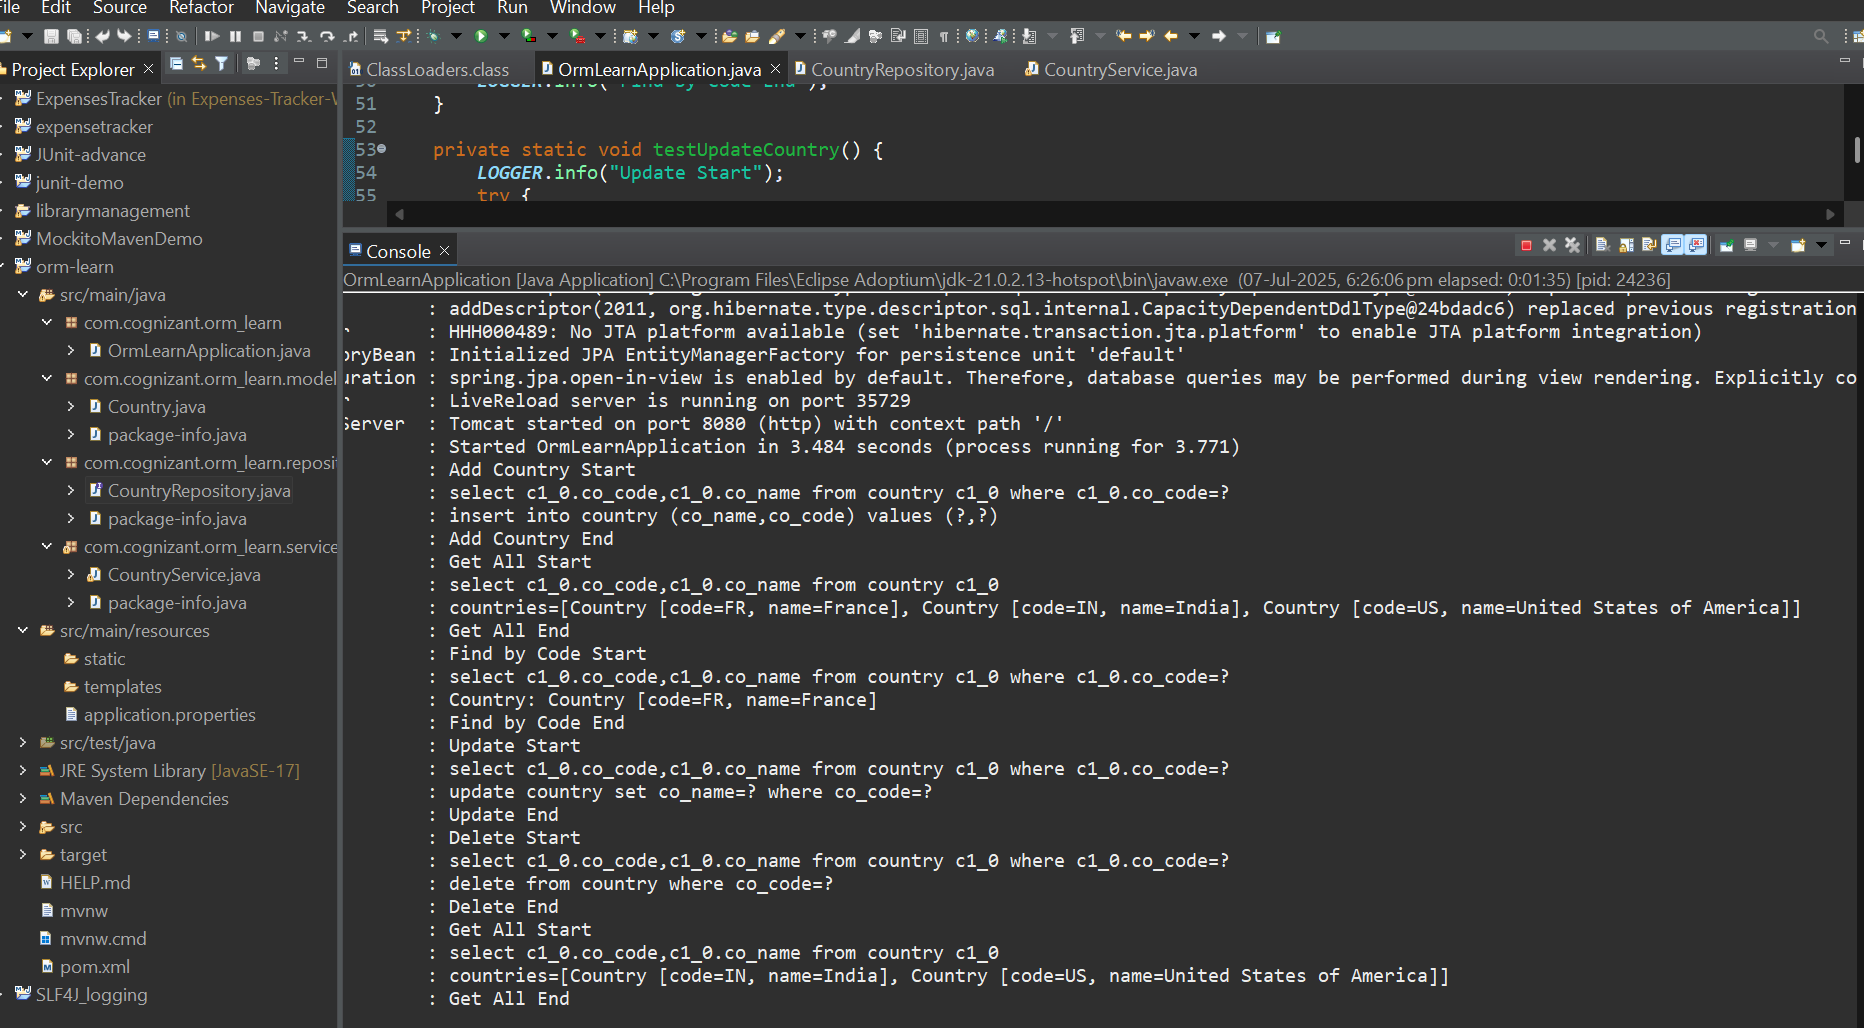 File Edit Source Refactor Navigate Search Project Run Window Help
Project Explorer
ExpensesTracker (in Expenses-Tracker-
expensetracker
JUnit-advance
junit-demo
librarymanagement
MockitoMavenDemo
orm-learn
src/main/java
com.cognizant.orm_learn
OrmLearnApplication.java
com.cognizant.orm_learn.model
Country.java
package-info.java
com.cognizant.orm_learn.reposit
CountryRepository.java
package-info.java
com.cognizant.orm_learn.service
CountryService.java
package-info.java
src/main/resources
static
templates
application.properties
src/test/java
JRE System Library [JavaSE-17]
Maven Dependencies
src
target
HELP.md
mvnw
mvnw.cmd
pom.xml
SLF4J_logging
ClassLoaders.class OrmLearnApplication.java CountryRepository.java CountryService.java
51 }
52
53 private static void testUpdateCountry() {
54 LOGGER.info("Update Start");
55 try {
Console
OrmLearnApplication [Java Application] C:\Program Files\Eclipse Adoptium\jdk-21.0.2.13-hotspot\bin\javaw.exe (07-Jul-2025, 6:26:06 pm elapsed: 0:01:35) [pid: 24236]
: addDescriptor(2011, org.hibernate.type.descriptor.sql.internal.CapacityDependentDdlType@24bdadc6) replaced previous registration
r : HHH000489: No JTA platform available (set 'hibernate.transaction.jta.platform' to enable JTA platform integration)
oryBean : Initialized JPA EntityManagerFactory for persistence unit 'default'
uration : spring.jpa.open-in-view is enabled by default. Therefore, database queries may be performed during view rendering. Explicitly co
r : LiveReload server is running on port 35729
Server : Tomcat started on port 8080 (http) with context path '/'
: Started OrmLearnApplication in 3.484 seconds (process running for 3.771)
: Add Country Start
: select c1_0.co_code,c1_0.co_name from country c1_0 where c1_0.co_code=?
: insert into country (co_name,co_code) values (?,?)
: Add Country End
: Get All Start
: select c1_0.co_code,c1_0.co_name from country c1_0
: countries=[Country [code=FR, name=France], Country [code=IN, name=India], Country [code=US, name=United States of America]]
: Get All End
: Find by Code Start
: select c1_0.co_code,c1_0.co_name from country c1_0 where c1_0.co_code=?
: Country: Country [code=FR, name=France]
: Find by Code End
: Update Start
: select c1_0.co_code,c1_0.co_name from country c1_0 where c1_0.co_code=?
: update country set co_name=? where co_code=?
: Update End
: Delete Start
: select c1_0.co_code,c1_0.co_name from country c1_0 where c1_0.co_code=?
: delete from country where co_code=?
: Delete End
: Get All Start
: select c1_0.co_code,c1_0.co_name from country c1_0
: countries=[Country [code=IN, name=India], Country [code=US, name=United States of America]]
: Get All End